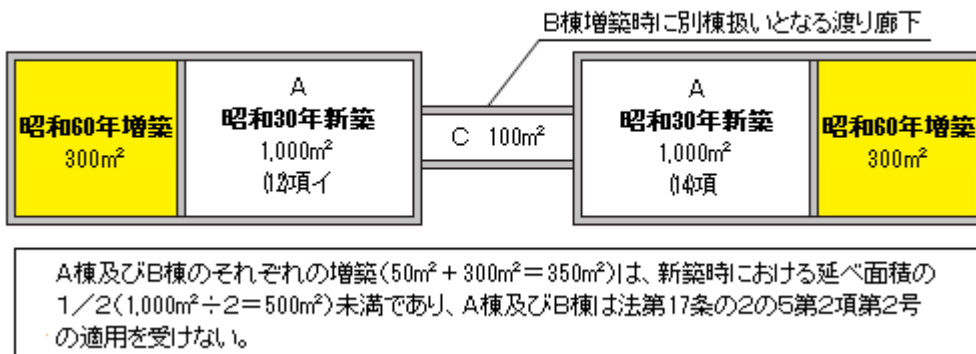 B棟増築時に別棟扱いとなる渡り廊下
昭和60年増築
300m²
A
昭和30年新築
1,000m²
(12)項イ
C 100m²
A
昭和30年新築
1,000m²
(14)項
昭和60年増築
300m²
A棟及びB棟のそれぞれの増築(50m²+300m²=350m²)は、新築時における延べ面積の
1/2(1,000m²÷2=500m²)未満であり、A棟及びB棟は法第17条の2の5第2項第2号
の適用を受けない。